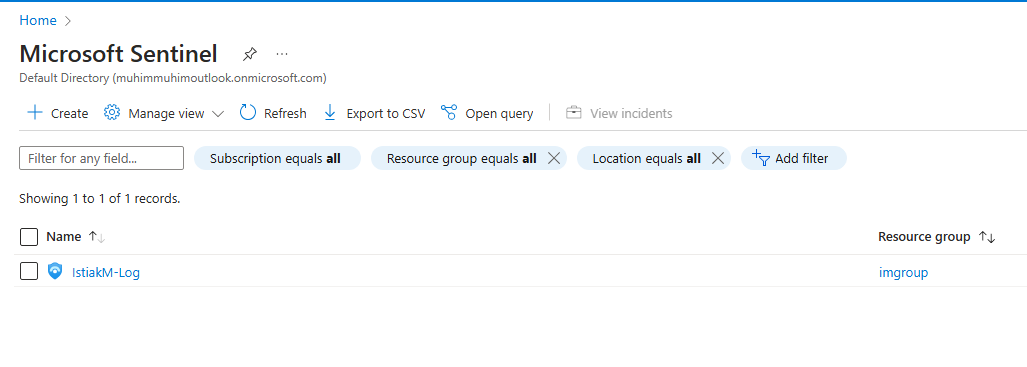 Home
Microsoft Sentinel
Default Directory (muhimmuhimoutlook.onmicrosoft.com)
Create Manage view Refresh Export to CSV Open query View incidents
Filter for any field... Subscription equals all Resource group equals all Location equals all Add filter
Showing 1 to 1 of 1 records.
Name Resource group
IstiakM-Log imgroup